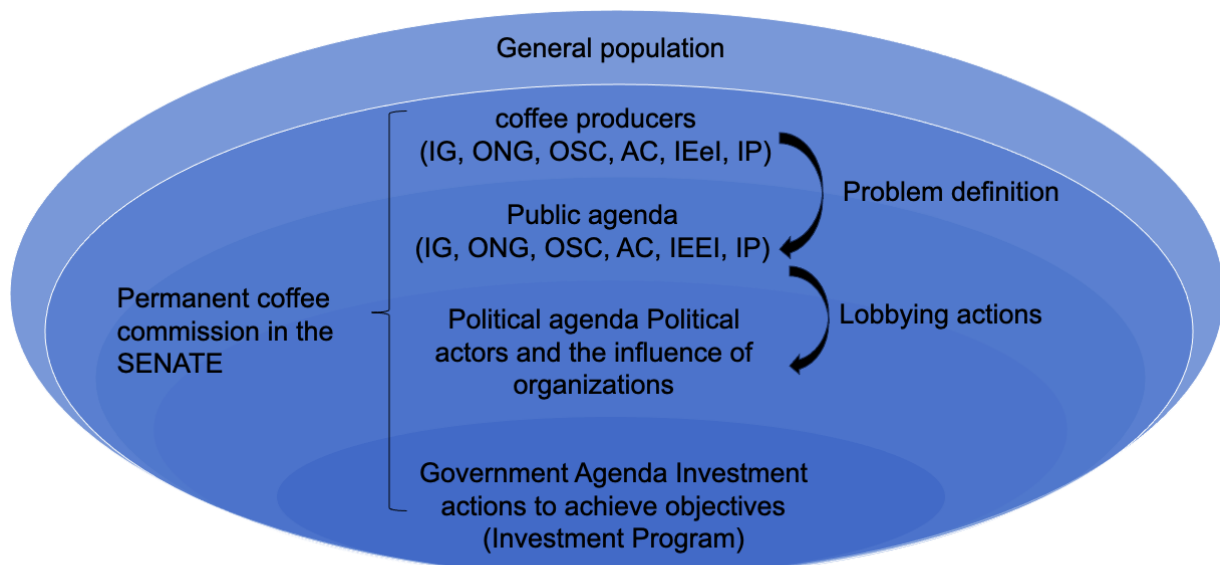 General population
coffee producers
(IG, ONG, OSC, AC, IEeI, IP)
Problem definition
Public agenda
(IG, ONG, OSC, AC, IEEI, IP)
Permanent coffee
commission in the
SENATE
Lobbying actions
Political agenda Political
actors and the influence of
organizations
Government Agenda Investment
actions to achieve objectives
(Investment Program)